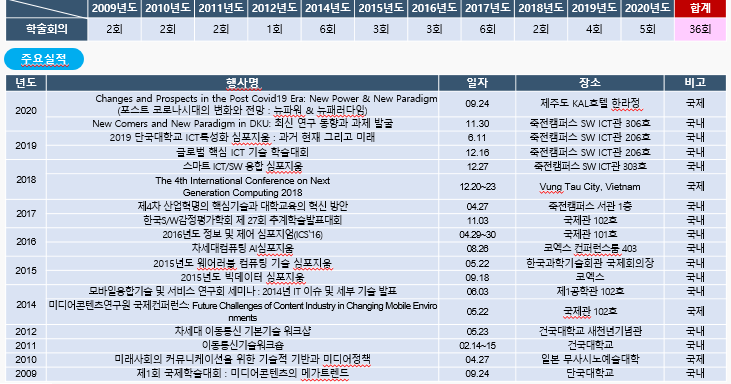 2009년도 2010년도 2011년도 2012년도 2014년도 2015년도 2016년도 2017년도 2018년도 2019년도 2020년도 합계
학술회의 2회 2회 2회 1회 6회 3회 3회 6회 2회 4회 5회 36회
주요실적
년도 행사명 일자 장소 비고
2020 Changes and Prospects in the Post Covid19 Era: New Power & New Paradigm
(포스트 코로나시대의 변화와 전망 : 뉴파워 & 뉴패러다임) 09.24 제주도 KAL호텔 한라정 국제
New Comers and New Paradigm in DKU: 최신 연구 동향과 과제 발굴 11.30 죽전캠퍼스 SW ICT관 306호 국내
2019 2019 단국대학교 ICT특성화 심포지움 : 과거 현재 그리고 미래 6.11 죽전캠퍼스 SW ICT관 206호 국내
글로벌 핵심 ICT 기술 학술대회 12.16 죽전캠퍼스 SW ICT관 206호 국내
스마트 ICT/SW 융합 심포지움 12.27 죽전캠퍼스 SW ICT관 303호 국내
2018 The 4th International Conference on Next
Generation Computing 2018 12.20~23 Vung Tau City, Vietnam 국제
2017 제4차 산업혁명의 핵심기술과 대학교육의 혁신 방안 04.27 죽전캠퍼스 서관 1층 국내
한국S/W감정평가학회 제 27회 추계학술발표대회 11.03 국제관 102호 국내
2016 2016년도 정보 및 제어 심포지엄(ICS'16) 04.29~30 국제관 101호 국내
차세대컴퓨팅 AI심포지움 08.26 코엑스 컨퍼런스룸 403 국내
2015 2015년도 웨어러블 컴퓨팅 기술 심포지움 05.22 한국과학기술회관 국제회의장 국내
2015년도 빅데이터 심포지움 09.18 코엑스 국내
2014 모바일융합기술 및 서비스 연구회 세미나 : 2014년 IT 이슈 및 세부 기술 발표 06.03 제1공학관 102호 국내
미디어콘텐츠연구원 국제컨퍼런스: Future Challenges of Content Industry in Changing Mobile Enviro
nments 05.22 국제관 102호 국제
2012 차세대 이동통신 기본기술 워크샵 05.23 건국대학교 새천년기념관 국내
2011 이동통신기술워크숍 02.14~15 건국대학교 국내
2010 미래사회의 커뮤니케이션을 위한 기술적 기반과 미디어정책 04.27 일본 무사시노예술대학 국제
2009 제1회 국제학술대회 : 미디어콘텐츠의 메가트렌드 09.24 단국대학교 국제